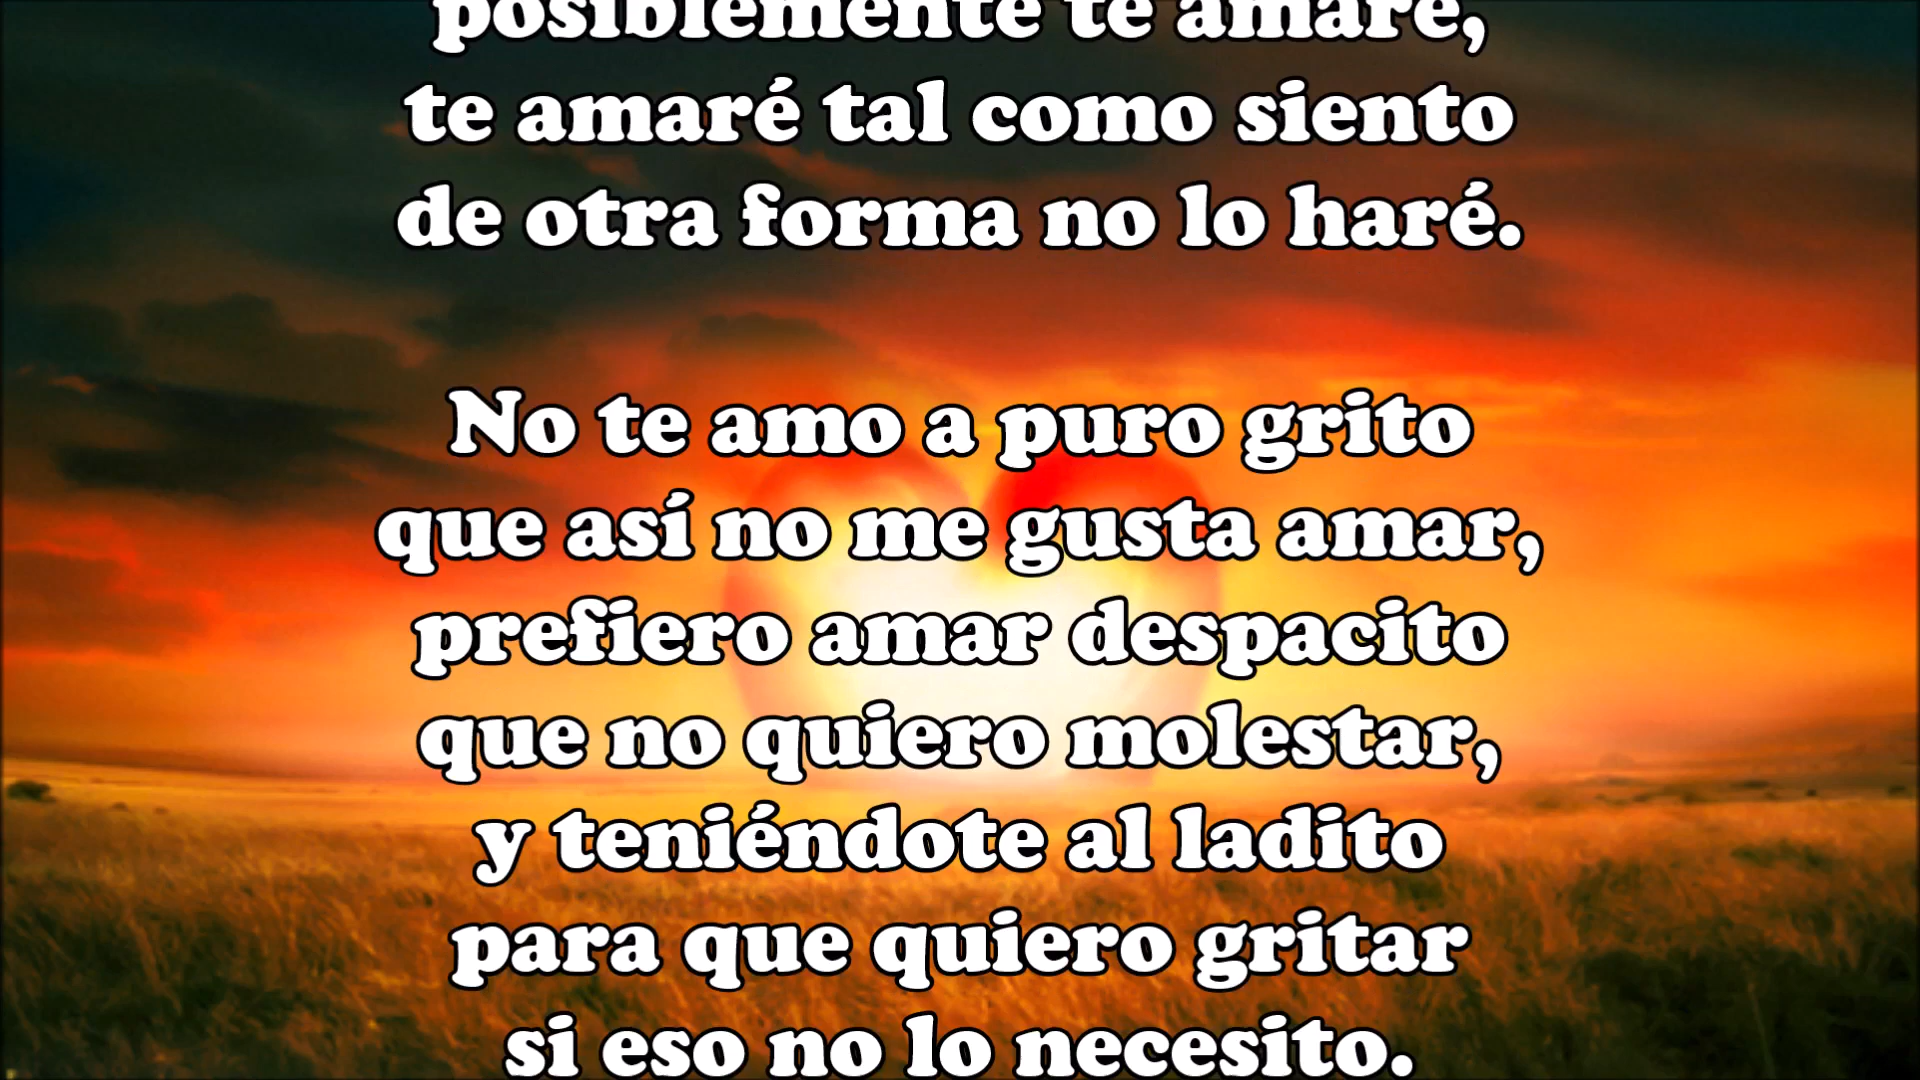 posiblemente te amaré,
te amaré tal como siento
de otra forma no lo haré.
No te amo a puro grito
que así no me gusta amar,
prefiero amar despacito
que no quiero molestar,
y teniéndote al ladito
para que quiero gritar
si eso no lo necesito.